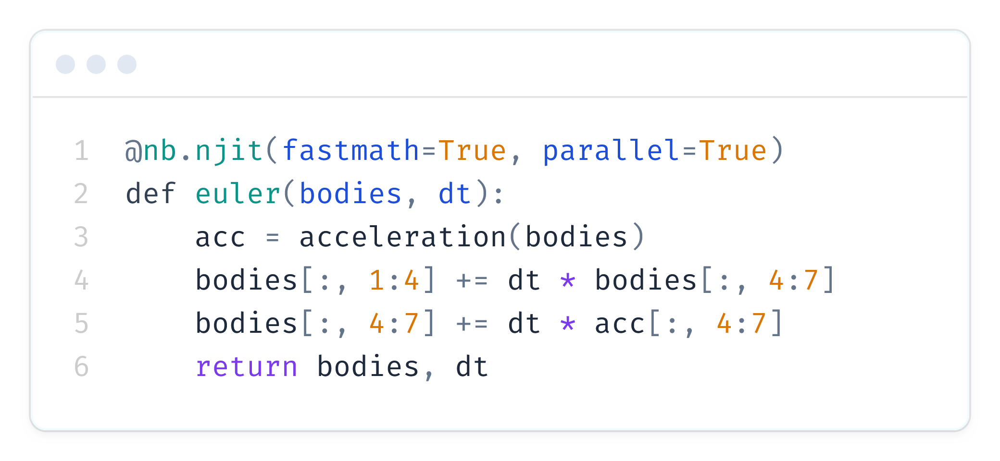 1 @nb.njit(fastmath=True, parallel=True)
2 def euler(bodies, dt):
3     acc = acceleration(bodies)
4     bodies[:, 1:4] += dt * bodies[:, 4:7]
5     bodies[:, 4:7] += dt * acc[:, 4:7]
6     return bodies, dt